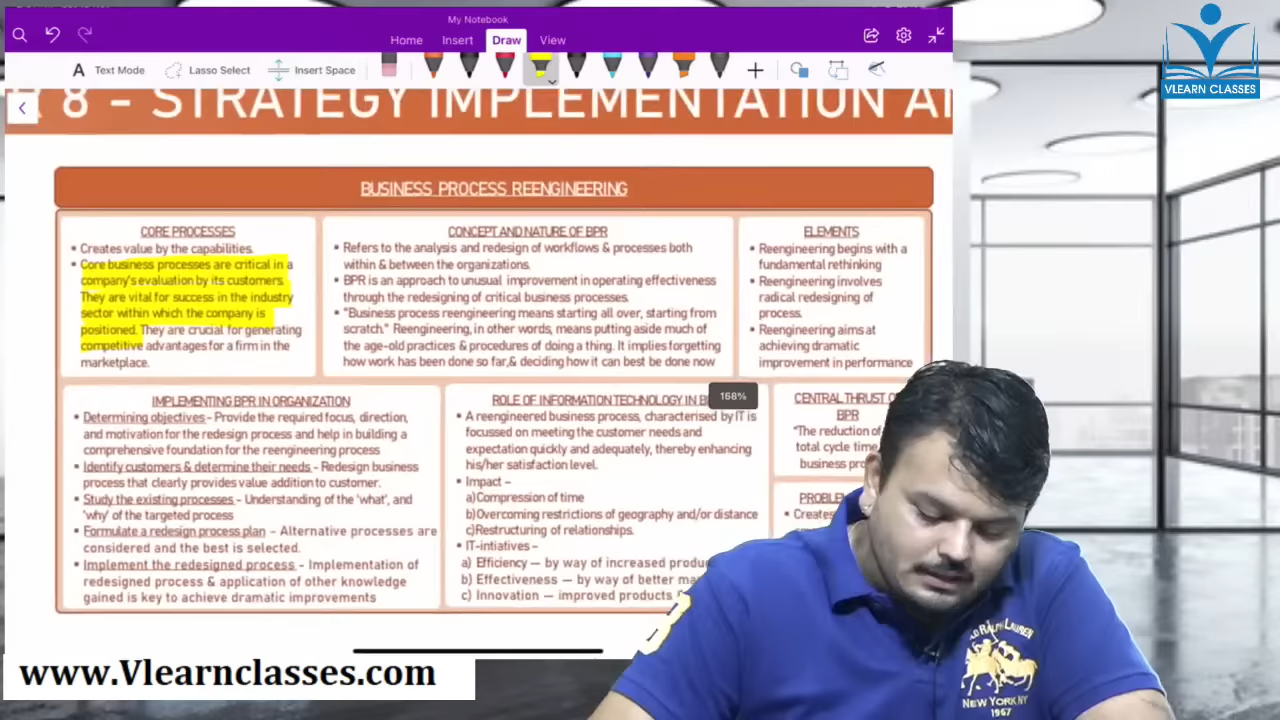 My Notebook
Home Insert Draw View
Text Mode Lasso Select Insert Space
8 - STRATEGY IMPLEMENTATION
VLEARN CLASSES
BUSINESS PROCESS REENGINEERING
CORE PROCESSES
▪ Creates value by the capabilities.
▪ Core business processes are critical in a
company's evaluation by its customers.
They are vital for success in the industry
sector within which the company is
positioned. They are crucial for generating
competitive advantages for a firm in the
marketplace.
CONCEPT AND NATURE OF BPR
▪ Refers to the analysis and redesign of workflows & processes both
within & between the organizations.
▪ BPR is an approach to unusual improvement in operating effectiveness
through the redesigning of critical business processes.
▪ "Business process reengineering means starting all over, starting from
scratch." Reengineering, in other words, means putting aside much of
the age-old practices & procedures of doing a thing. It implies forgetting
how work has been done so far,& deciding how it can best be done now
ELEMENTS
▪ Reengineering begins with a
fundamental rethinking
▪ Reengineering involves
radical redesigning of
process.
▪ Reengineering aims at
achieving dramatic
improvement in performance
IMPLEMENTING BPR IN ORGANIZATION
▪ Determining objectives - Provide the required focus, direction,
and motivation for the redesign process and help in building a
comprehensive foundation for the reengineering process
▪ Identify customers & determine their needs - Redesign business
process that clearly provides value addition to customer.
▪ Study the existing processes - Understanding of the 'what', and
'why' of the targeted process
▪ Formulate a redesign process plan - Alternative processes are
considered and the best is selected.
▪ Implement the redesigned process - Implementation of
redesigned process & application of other knowledge
gained is key to achieve dramatic improvements
ROLE OF INFORMATION TECHNOLOGY IN
168%
▪ A reengineered business process, characterised by IT is
focussed on meeting the customer needs and
expectation quickly and adequately, thereby enhancing
his/her satisfaction level.
▪ Impact -
a)Compression of time
b)Overcoming restrictions of geography and/or distance
c)Restructuring of relationships.
▪ IT-intiatives -
a) Efficiency — by way of increased
b) Effectiveness — by way of better
c) Innovation — improved products
CENTRAL THRUST
BPR
"The reduction of
total cycle time
business
▪ Creates
RALPH LAUREN
NEW YORK.NY
1967
www.Vlearnclasses.com